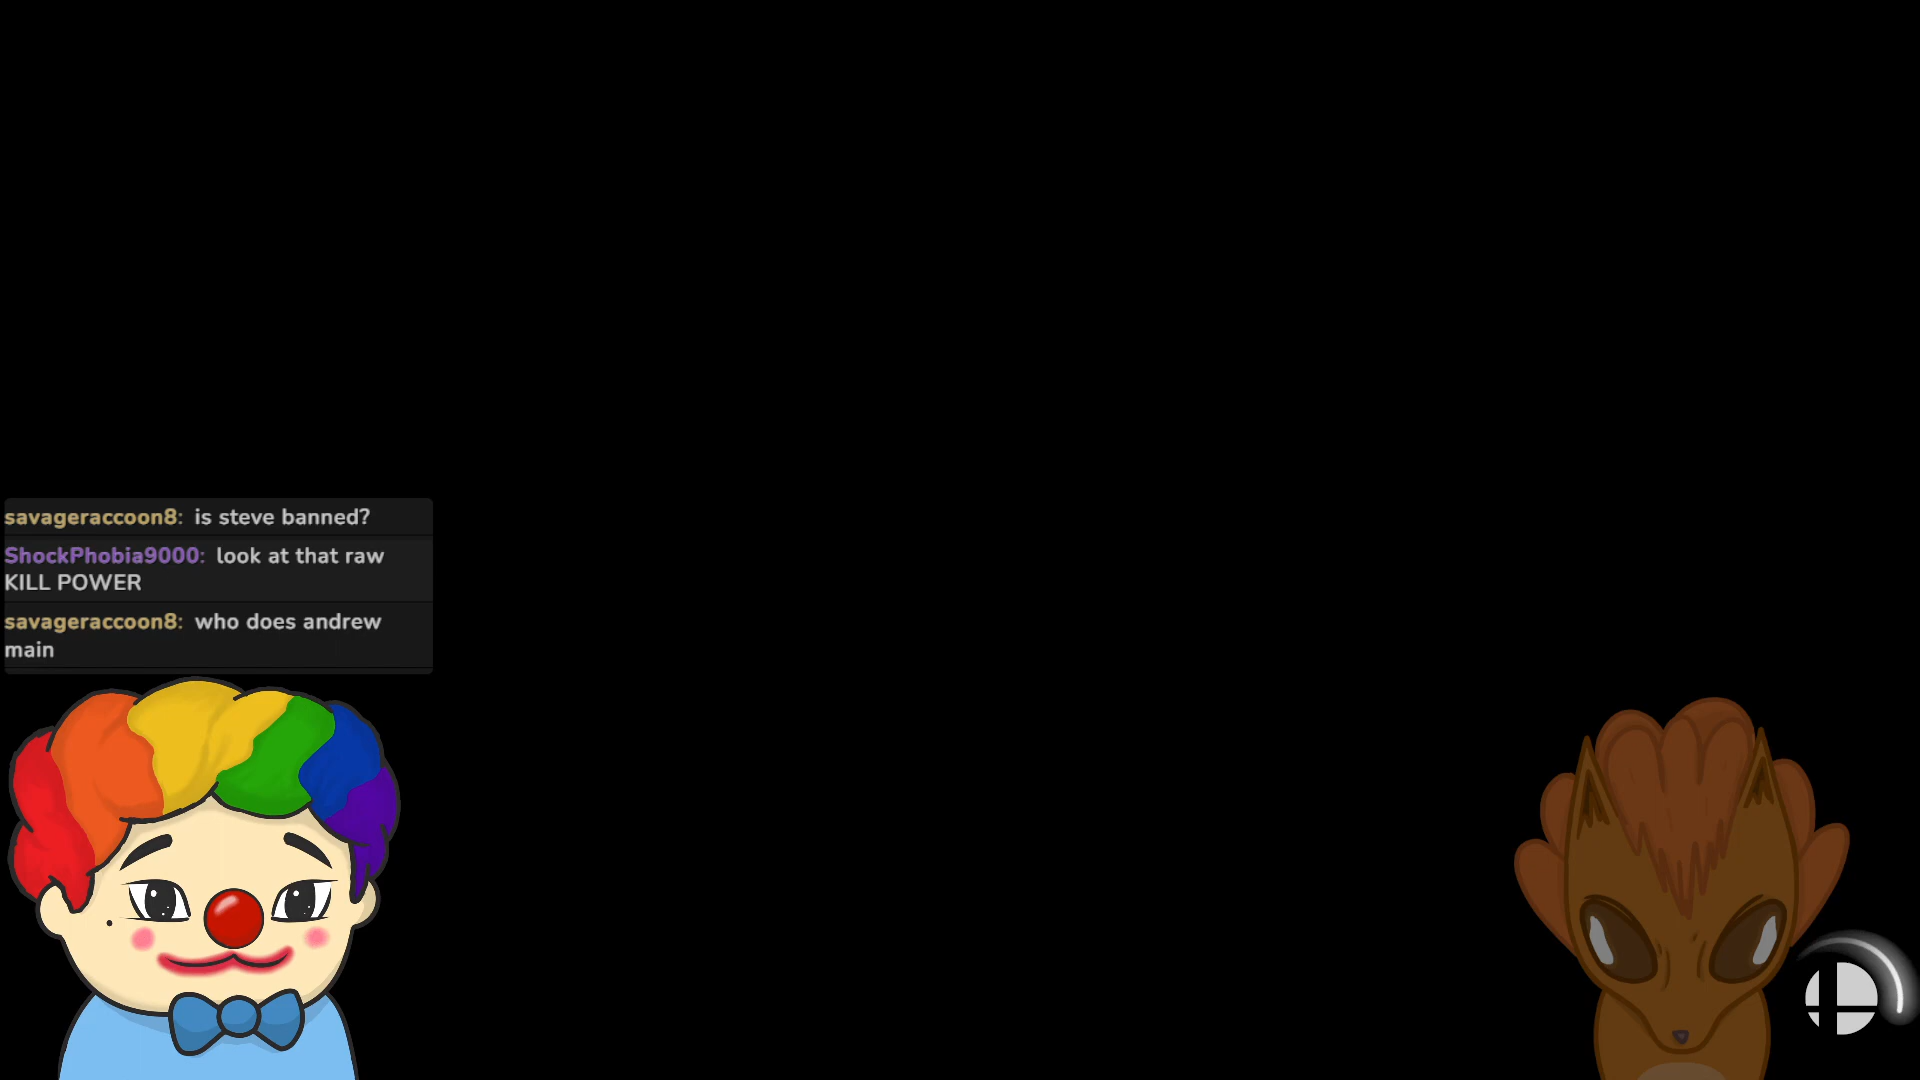 savageraccoon8: is steve banned?
ShockPhobia9000: look at that raw
KILL POWER
savageraccoon8: who does andrew
main